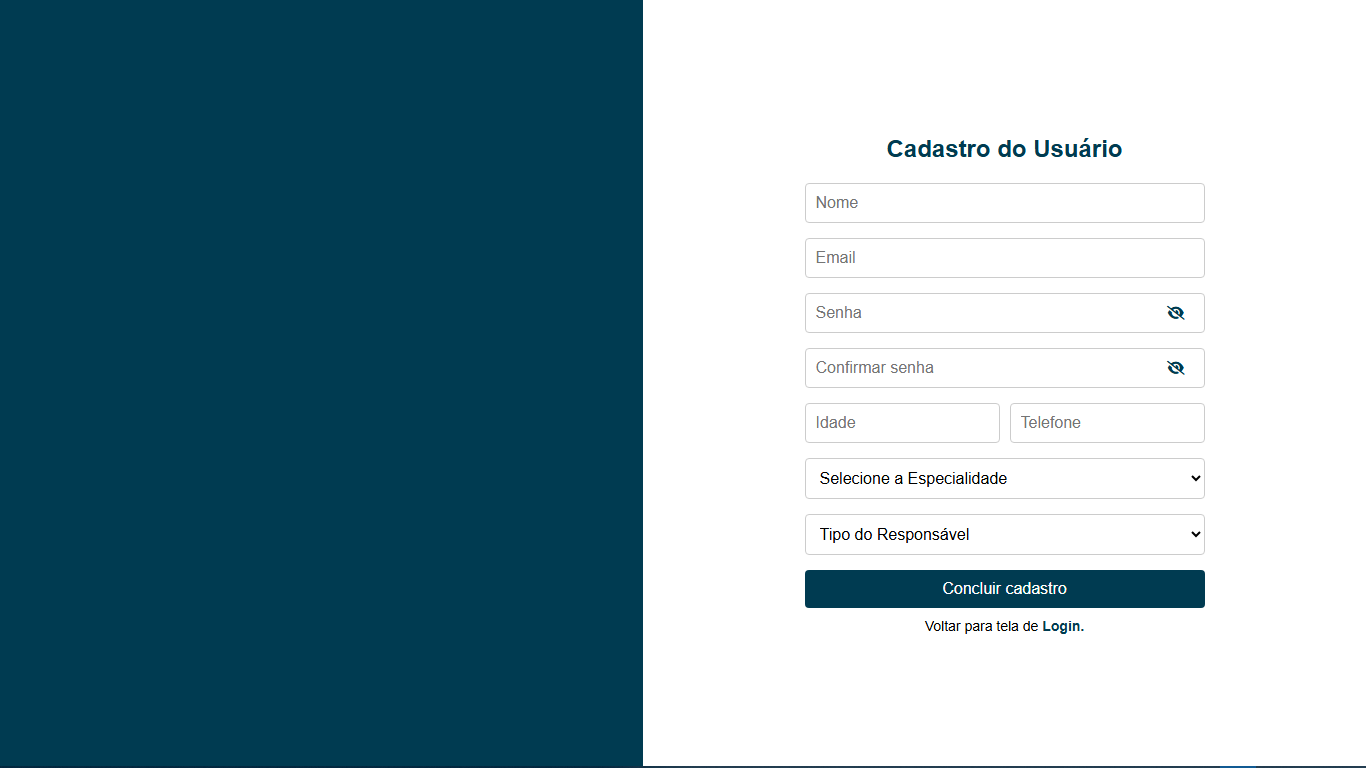 Cadastro do Usuário
Nome
Email
Senha
Confirmar senha
Idade
Telefone
Selecione a Especialidade
Tipo do Responsável
Concluir cadastro
Voltar para tela de Login.